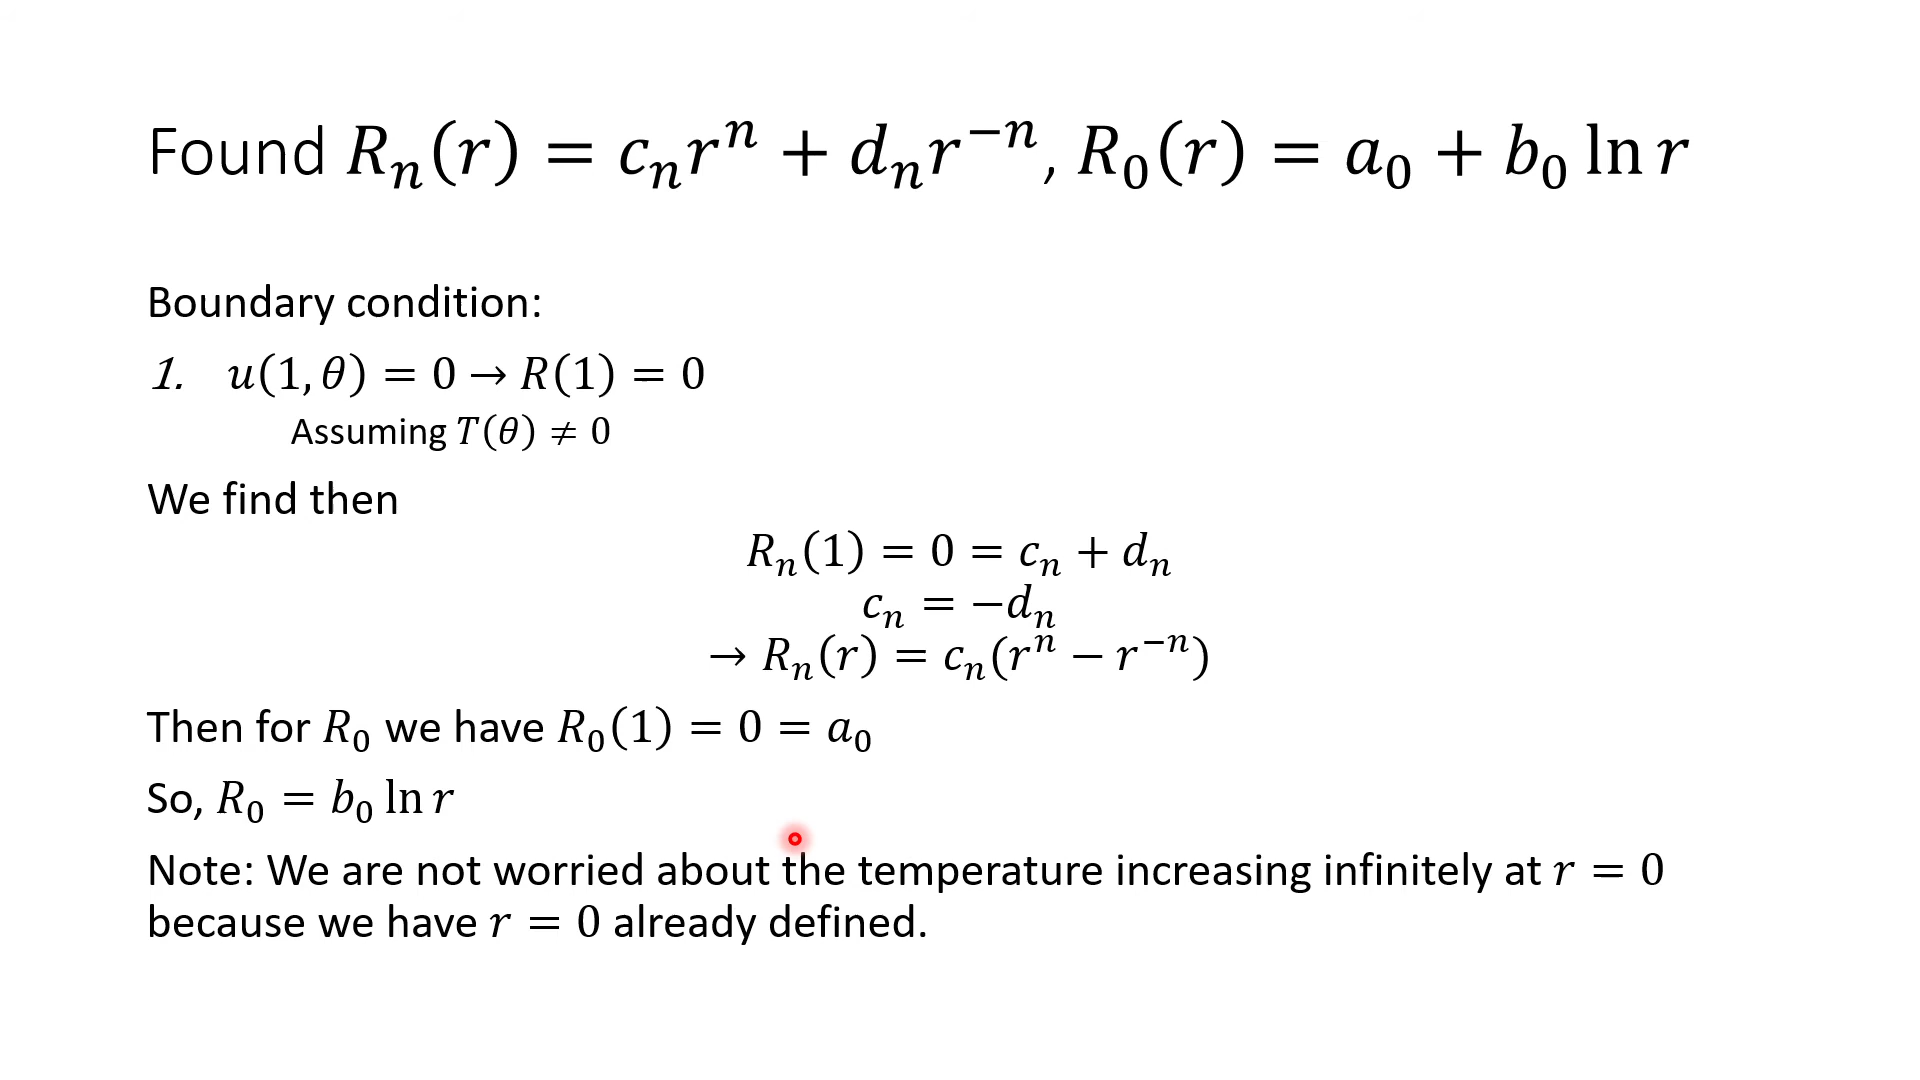 Found Rₙ(r) = cₙrⁿ + dₙr⁻ⁿ, R₀(r) = a₀ + b₀ ln r
Boundary condition:
1. u(1, θ) = 0 → R(1) = 0
Assuming T(θ) ≠ 0
We find then
Rₙ(1) = 0 = cₙ + dₙ
cₙ = −dₙ
→ Rₙ(r) = cₙ(rⁿ − r⁻ⁿ)
Then for R₀ we have R₀(1) = 0 = a₀
So, R₀ = b₀ ln r
Note: We are not worried about the temperature increasing infinitely at r = 0
because we have r = 0 already defined.